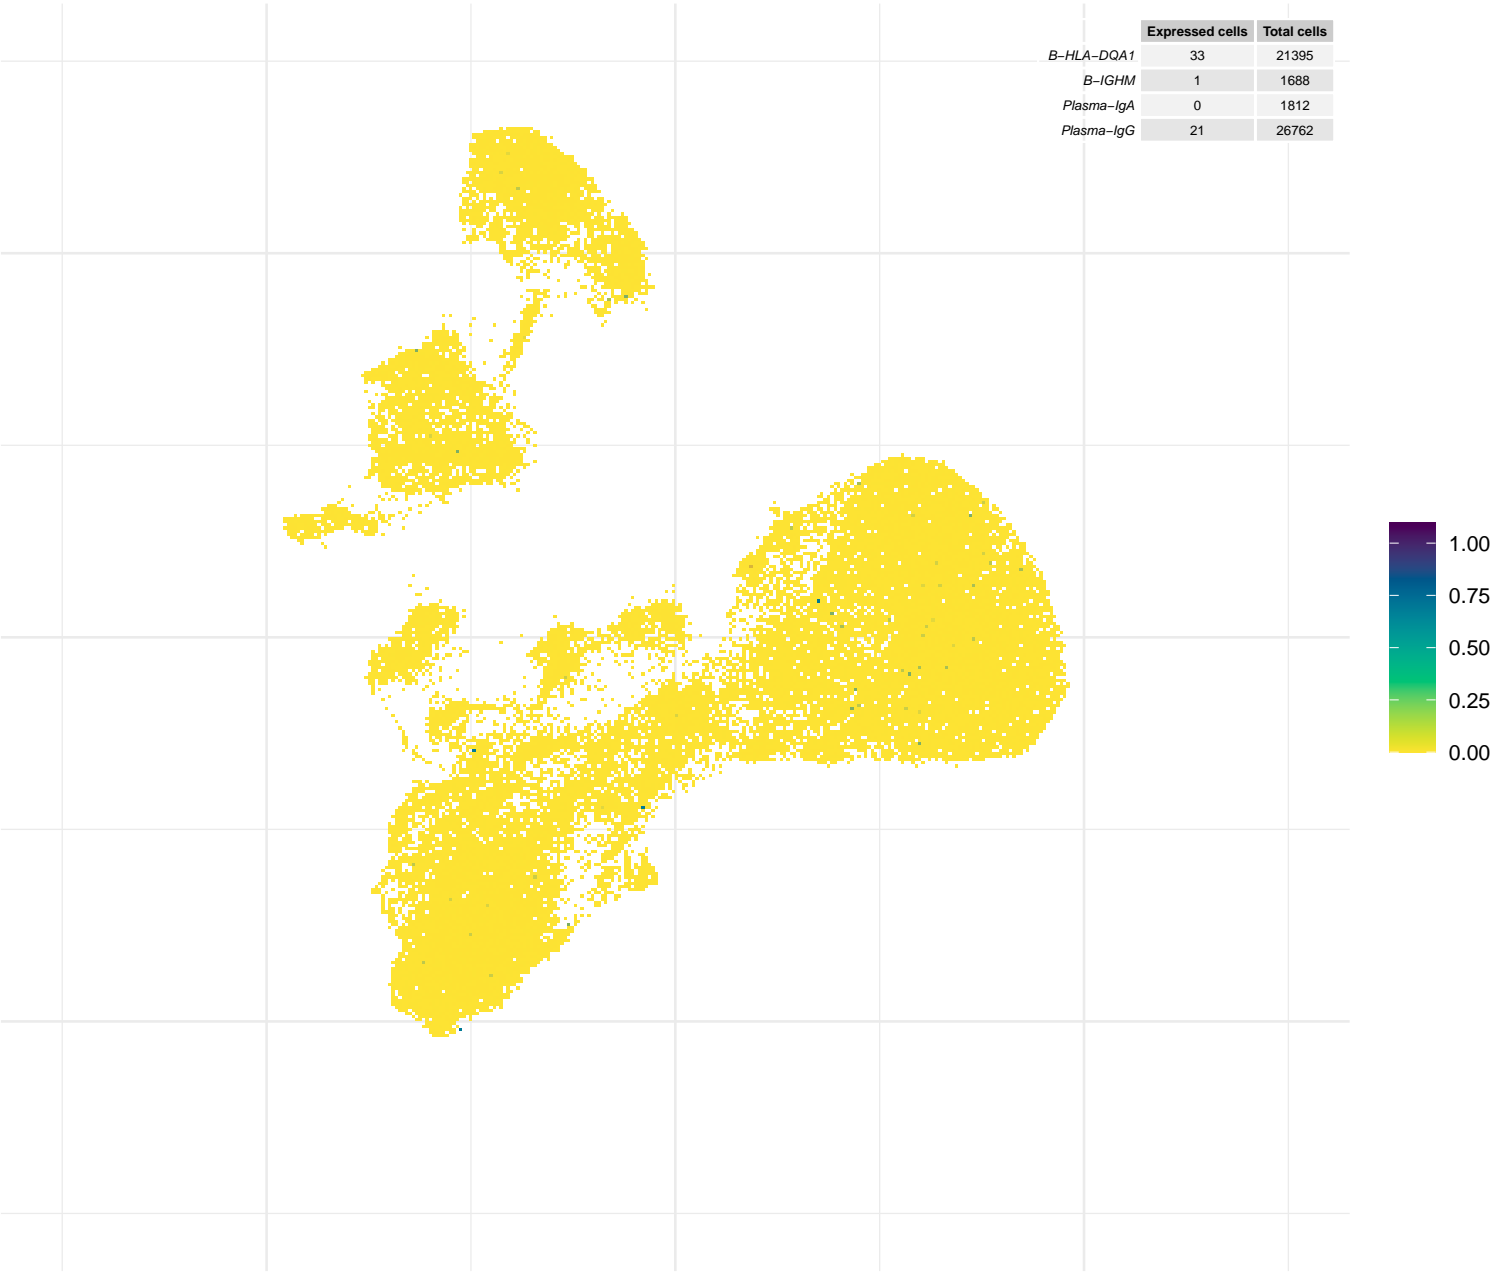 Expressed cells Total cells
B−HLA−DQA1 33 21395
B−IGHM 1 1688
Plasma−IgA 0 1812
Plasma−IgG 21 26762
1.00
0.75
0.50
0.25
0.00